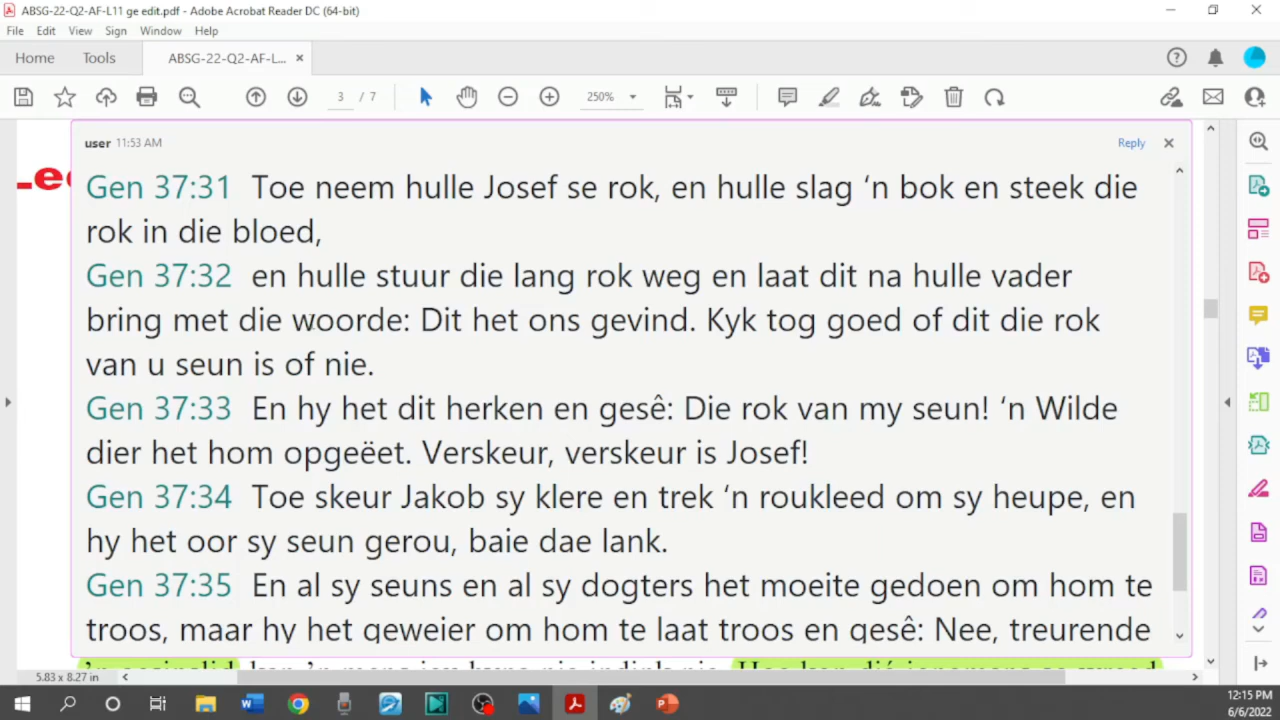 ABSG-22-Q2-AF-L11 ge edit.pdf - Adobe Acrobat Reader DC (64-bit)
File Edit View Sign Window Help
Home Tools ABSG-22-Q2-AF-L...
3 / 7 250%
user 11:53 AM Reply
Gen 37:31 Toe neem hulle Josef se rok, en hulle slag ‘n bok en steek die
rok in die bloed,
Gen 37:32 en hulle stuur die lang rok weg en laat dit na hulle vader
bring met die woorde: Dit het ons gevind. Kyk tog goed of dit die rok
van u seun is of nie.
Gen 37:33 En hy het dit herken en gesê: Die rok van my seun! ‘n Wilde
dier het hom opgeëet. Verskeur, verskeur is Josef!
Gen 37:34 Toe skeur Jakob sy klere en trek ‘n roukleed om sy heupe, en
hy het oor sy seun gerou, baie dae lank.
Gen 37:35 En al sy seuns en al sy dogters het moeite gedoen om hom te
troos, maar hy het geweier om hom te laat troos en gesê: Nee, treurende
5.83 x 8.27 in
12:15 PM
6/6/2022